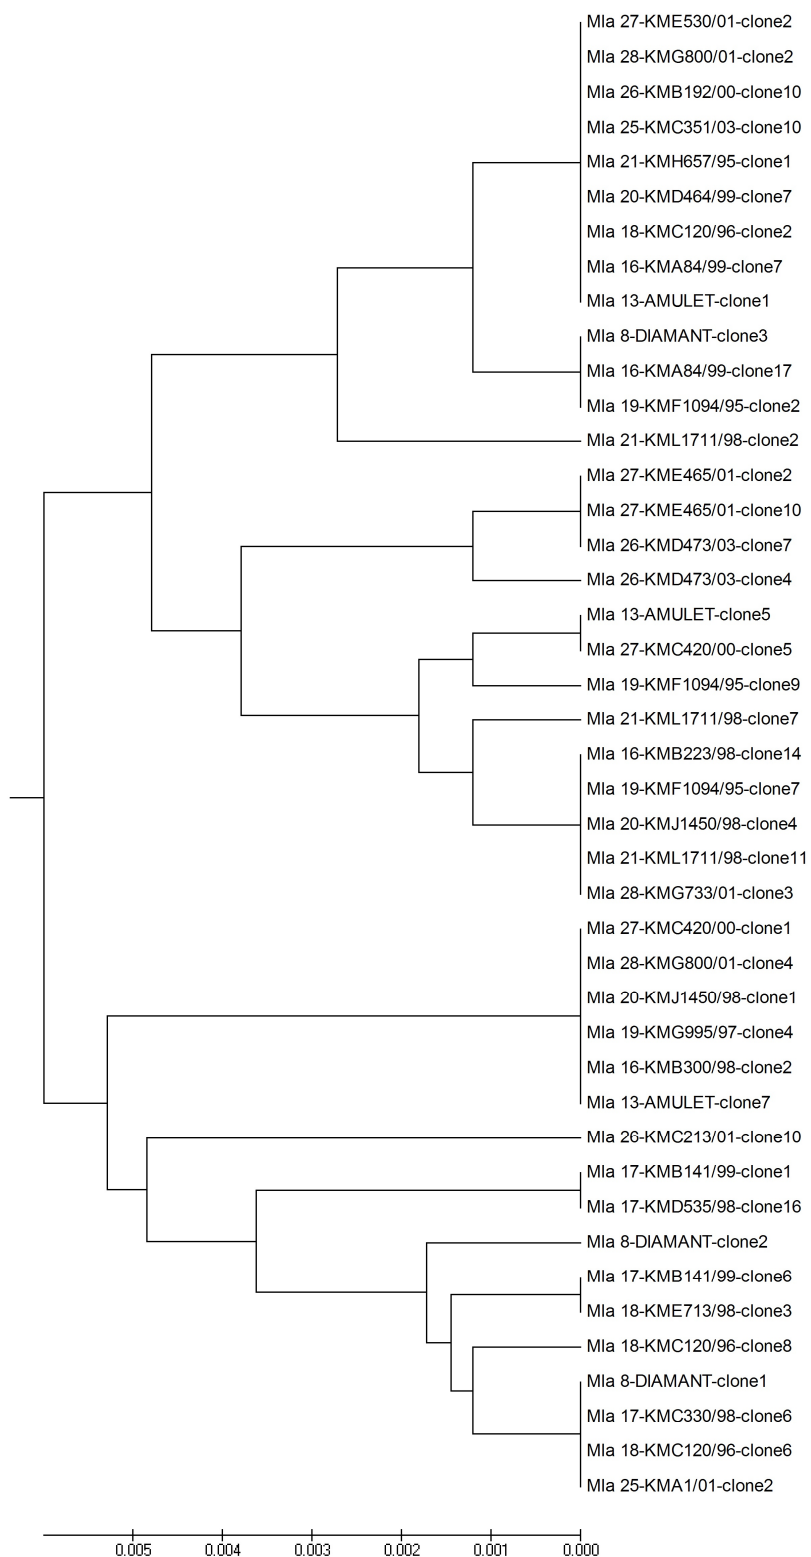 Mla 27-KME530/01-clone2
Mla 28-KMG800/01-clone2
Mla 26-KMB192/00-clone10
Mla 25-KMC351/03-clone10
Mla 21-KMH657/95-clone1
Mla 20-KMD464/99-clone7
Mla 18-KMC120/96-clone2
Mla 16-KMA84/99-clone7
Mla 13-AMULET-clone1
Mla 8-DIAMANT-clone3
Mla 16-KMA84/99-clone17
Mla 19-KMF1094/95-clone2
Mla 21-KML1711/98-clone2
Mla 27-KME465/01-clone2
Mla 27-KME465/01-clone10
Mla 26-KMD473/03-clone7
Mla 26-KMD473/03-clone4
Mla 13-AMULET-clone5
Mla 27-KMC420/00-clone5
Mla 19-KMF1094/95-clone9
Mla 21-KML1711/98-clone7
Mla 16-KMB223/98-clone14
Mla 19-KMF1094/95-clone7
Mla 20-KMJ1450/98-clone4
Mla 21-KML1711/98-clone11
Mla 28-KMG733/01-clone3
Mla 27-KMC420/00-clone1
Mla 28-KMG800/01-clone4
Mla 20-KMJ1450/98-clone1
Mla 19-KMG995/97-clone4
Mla 16-KMB300/98-clone2
Mla 13-AMULET-clone7
Mla 26-KMC213/01-clone10
Mla 17-KMB141/99-clone1
Mla 17-KMD535/98-clone16
Mla 8-DIAMANT-clone2
Mla 17-KMB141/99-clone6
Mla 18-KME713/98-clone3
Mla 18-KMC120/96-clone8
Mla 8-DIAMANT-clone1
Mla 17-KMC330/98-clone6
Mla 18-KMC120/96-clone6
Mla 25-KMA1/01-clone2
0.005 0.004 0.003 0.002 0.001 0.000